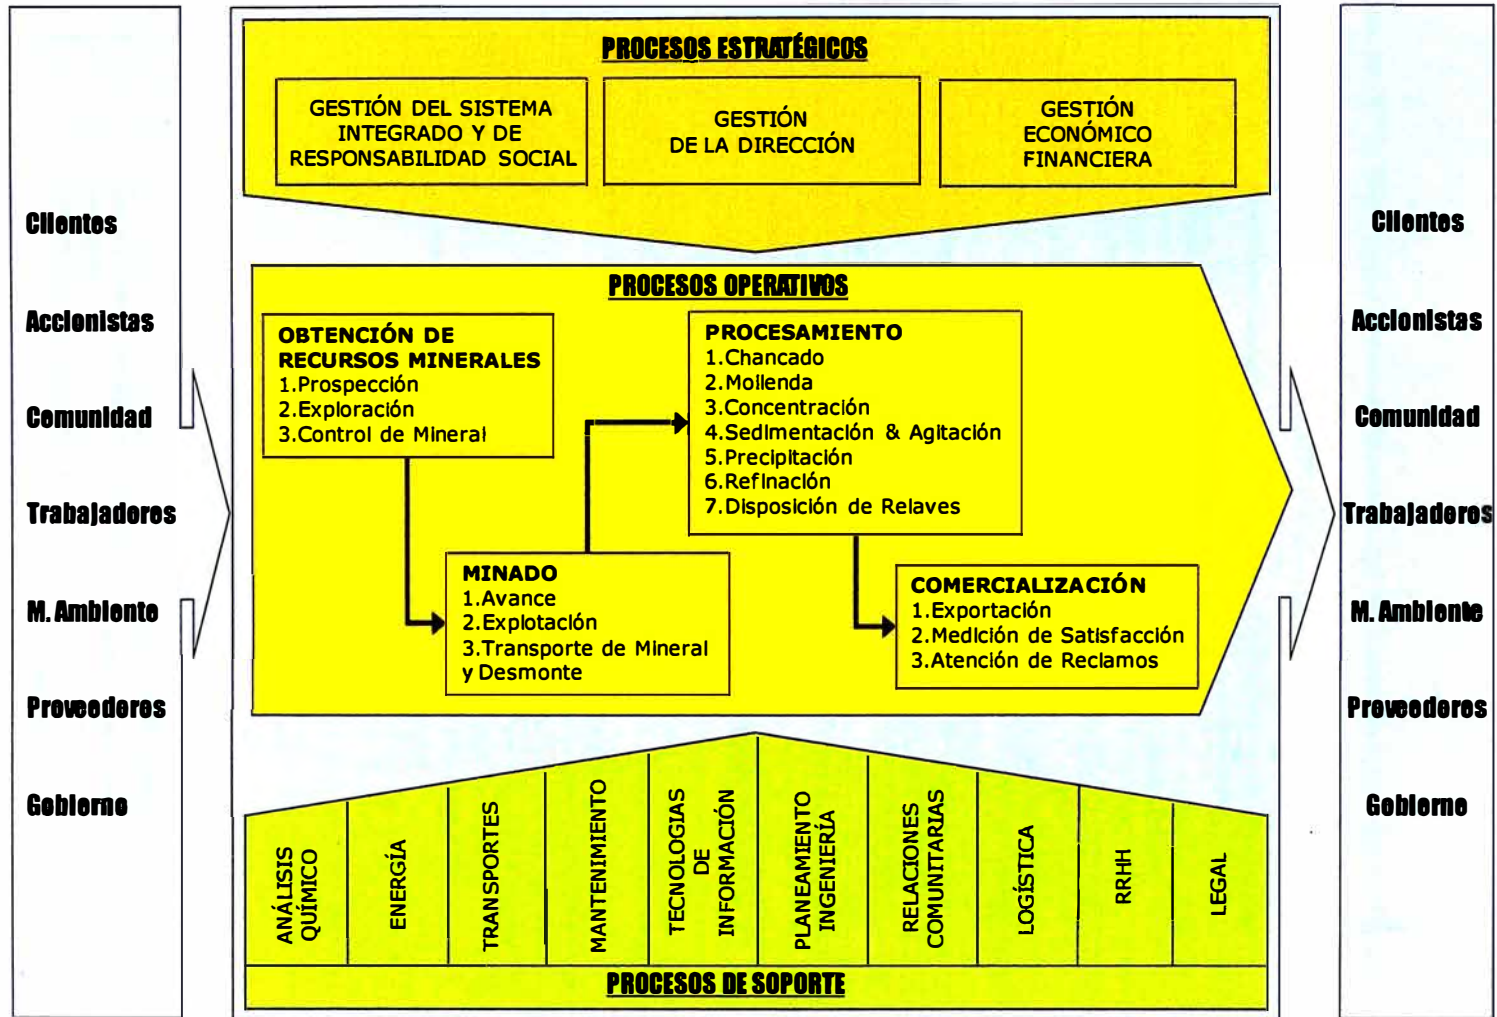 PROCESOS ESTRATÉGICOS
GESTIÓN DEL SISTEMA
INTEGRADO Y DE
RESPONSABILIDAD SOCIAL
GESTIÓN
DE LA DIRECCIÓN
GESTIÓN
ECONÓMICO
FINANCIERA
Clientes
Accionistas
Comunidad
Trabajadores
M. Ambiente
Proveedores
Gobierno
PROCESOS OPERATIVOS
OBTENCIÓN DE
RECURSOS MINERALES
1.Prospección
2.Exploración
3.Control de Mineral
MINADO
1.Avance
2.Explotación
3.Transporte de Mineral
y Desmonte
PROCESAMIENTO
1.Chancado
2.Molienda
3.Concentración
4.Sedimentación & Agitación
5.Precipitación
6.Refinación
7.Disposición de Relaves
COMERCIALIZACIÓN
1.Exportación
2.Medición de Satisfacción
3.Atención de Reclamos
Clientes
Accionistas
Comunidad
Trabajadores
M. Ambiente
Proveedores
Gobierno
ANÁLISIS
QUÍMICO
ENERGÍA
TRANSPORTES
MANTENIMIENTO
TECNOLOGIAS
DE
INFORMACIÓN
PLANEAMIENTO
INGENIERÍA
RELACIONES
COMUNITARIAS
LOGÍSTICA
RRHH
LEGAL
PROCESOS DE SOPORTE